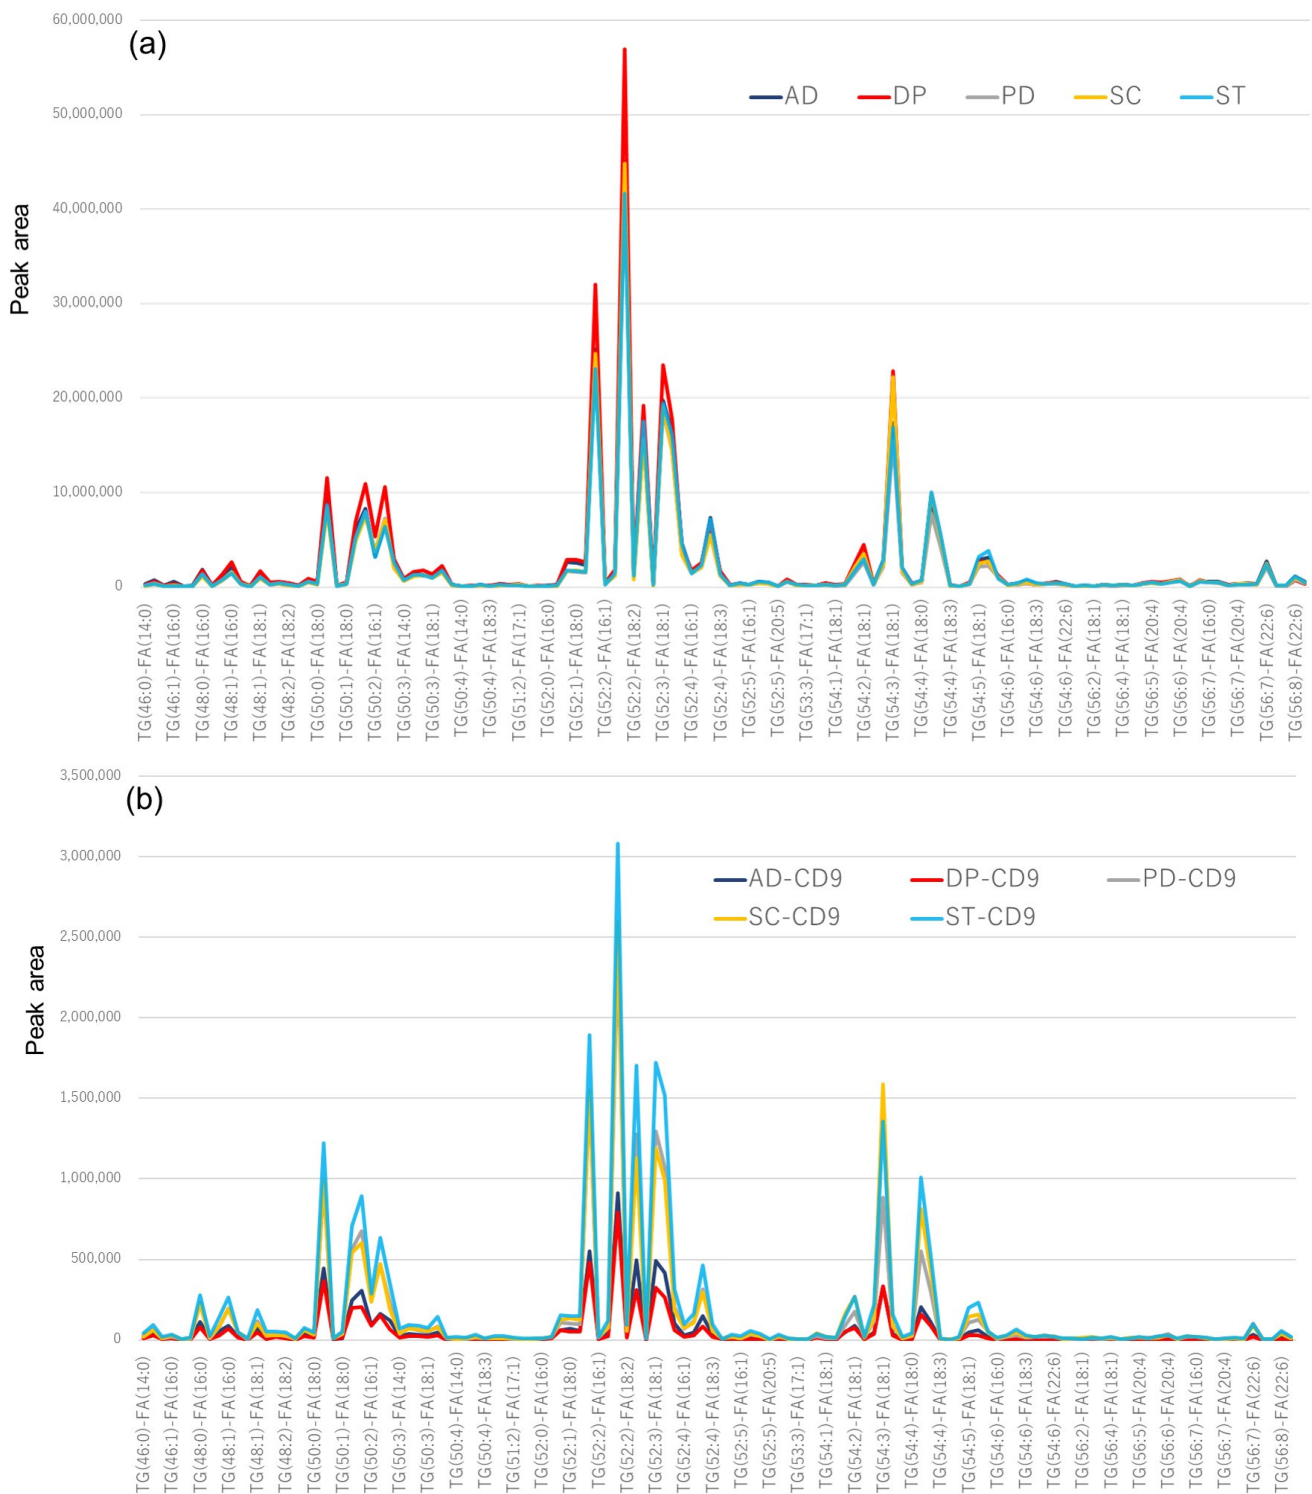 60,000,000
(a)
AD DP PD SC ST
50,000,000
40,000,000
30,000,000
20,000,000
10,000,000
0
Peak area
TG(46:0)-FA(14:0)
TG(46:1)-FA(16:0)
TG(48:0)-FA(16:0)
TG(48:1)-FA(16:0)
TG(48:1)-FA(18:1)
TG(48:2)-FA(18:2)
TG(50:0)-FA(18:0)
TG(50:1)-FA(18:0)
TG(50:2)-FA(16:1)
TG(50:3)-FA(14:0)
TG(50:3)-FA(18:1)
TG(50:4)-FA(14:0)
TG(50:4)-FA(18:3)
TG(51:2)-FA(17:1)
TG(52:0)-FA(16:0)
TG(52:1)-FA(18:0)
TG(52:2)-FA(16:1)
TG(52:2)-FA(18:2)
TG(52:3)-FA(18:1)
TG(52:4)-FA(16:1)
TG(52:4)-FA(18:3)
TG(52:5)-FA(16:1)
TG(52:5)-FA(20:5)
TG(53:3)-FA(17:1)
TG(54:1)-FA(18:1)
TG(54:2)-FA(18:1)
TG(54:3)-FA(18:1)
TG(54:4)-FA(18:0)
TG(54:4)-FA(18:3)
TG(54:5)-FA(18:1)
TG(54:6)-FA(16:0)
TG(54:6)-FA(18:3)
TG(54:6)-FA(22:6)
TG(56:2)-FA(18:1)
TG(56:4)-FA(18:1)
TG(56:5)-FA(20:4)
TG(56:6)-FA(20:4)
TG(56:7)-FA(16:0)
TG(56:7)-FA(20:4)
TG(56:7)-FA(22:6)
TG(56:8)-FA(22:6)
3,500,000
(b)
3,000,000
AD-CD9 DP-CD9 PD-CD9
SC-CD9 ST-CD9
2,500,000
2,000,000
1,500,000
1,000,000
500,000
0
Peak area
TG(46:0)-FA(14:0)
TG(46:1)-FA(16:0)
TG(48:0)-FA(16:0)
TG(48:1)-FA(16:0)
TG(48:1)-FA(18:1)
TG(48:2)-FA(18:2)
TG(50:0)-FA(18:0)
TG(50:1)-FA(18:0)
TG(50:2)-FA(16:1)
TG(50:3)-FA(14:0)
TG(50:3)-FA(18:1)
TG(50:4)-FA(14:0)
TG(50:4)-FA(18:3)
TG(51:2)-FA(17:1)
TG(52:0)-FA(16:0)
TG(52:1)-FA(18:0)
TG(52:2)-FA(16:1)
TG(52:2)-FA(18:2)
TG(52:3)-FA(18:1)
TG(52:4)-FA(16:1)
TG(52:4)-FA(18:3)
TG(52:5)-FA(16:1)
TG(52:5)-FA(20:5)
TG(53:3)-FA(17:1)
TG(54:1)-FA(18:1)
TG(54:2)-FA(18:1)
TG(54:3)-FA(18:1)
TG(54:4)-FA(18:0)
TG(54:4)-FA(18:3)
TG(54:5)-FA(18:1)
TG(54:6)-FA(16:0)
TG(54:6)-FA(18:3)
TG(54:6)-FA(22:6)
TG(56:2)-FA(18:1)
TG(56:4)-FA(18:1)
TG(56:5)-FA(20:4)
TG(56:6)-FA(20:4)
TG(56:7)-FA(16:0)
TG(56:7)-FA(20:4)
TG(56:7)-FA(22:6)
TG(56:8)-FA(22:6)